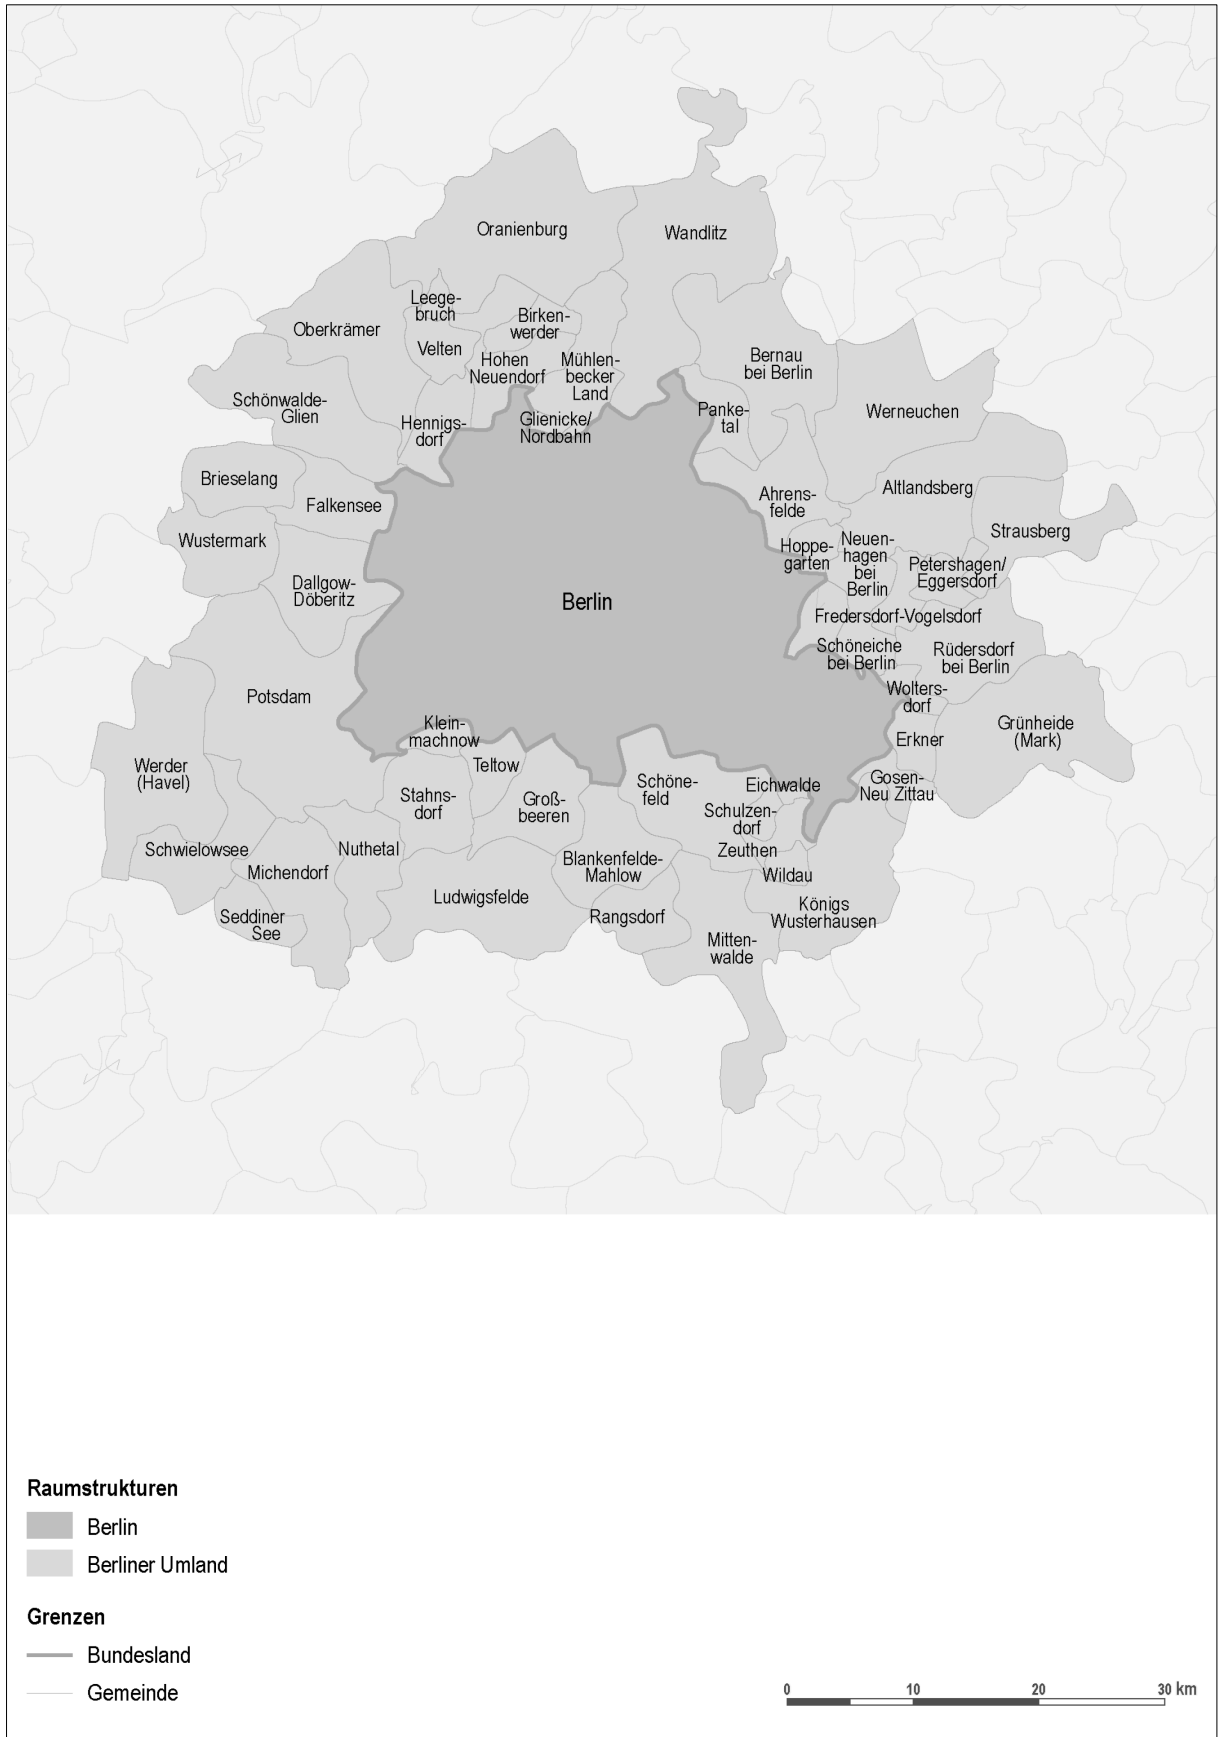 Oranienburg
Wandlitz
Leege-
bruch
Birken-
werder
Oberkrämer
Velten
Hohen
Neuendorf
Mühlen-
becker
Land
Bernau
bei Berlin
Schönwalde-
Glien
Hennigs-
dorf
Glienicke/
Nordbahn
Panke-
tal
Werneuchen
Brieselang
Falkensee
Ahrens-
felde
Altlandsberg
Wustermark
Hoppe-
garten
Neuen-
hagen
bei
Berlin
Strausberg
Petershagen/
Eggersdorf
Dallgow-
Döberitz
Berlin
Fredersdorf-Vogelsdorf
Schöneiche
bei Berlin
Rüdersdorf
bei Berlin
Potsdam
Wolters-
dorf
Klein-
machnow
Erkner
Grünheide
(Mark)
Werder
(Havel)
Teltow
Stahns-
dorf
Groß-
beeren
Schöne-
feld
Eichwalde
Gosen-
Neu Zittau
Schulzen-
dorf
Schwielowsee
Nuthetal
Zeuthen
Michendorf
Blankenfelde-
Mahlow
Wildau
Ludwigsfelde
Königs
Wusterhausen
Seddiner
See
Rangsdorf
Mitten-
walde
Raumstrukturen
Berlin
Berliner Umland
Grenzen
Bundesland
Gemeinde
0 10 20 30 km